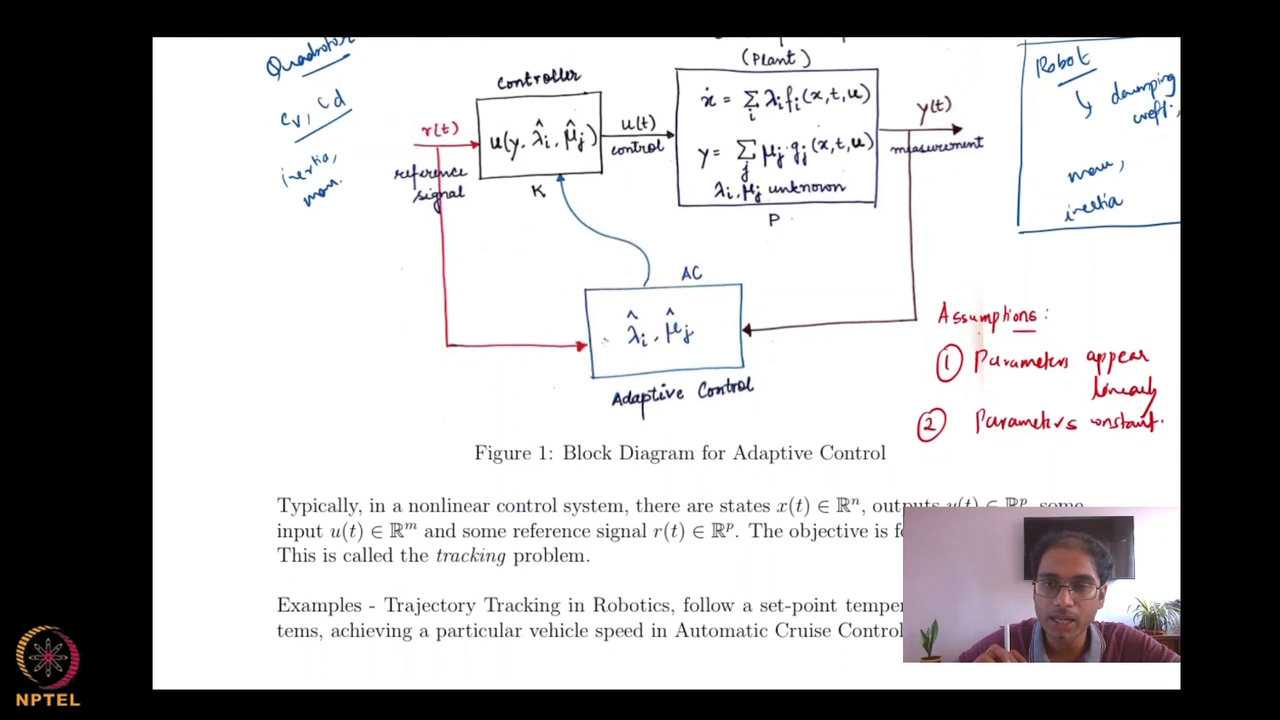 Quadrotor
Cv, Cd
inertia,
mass.
(Plant)
Controller
r(t)
reference
signal
u(y, λ̂i, μ̂j)
K
u(t)
control
ẋ = Σi λi fi(x,t,u)
y = Σj μj gj(x,t,u)
λi, μj unknown
P
y(t)
measurement
Robot
damping
coeff,
mass,
inertia
AC
λ̂i, μ̂j
Adaptive Control
Assumptions:
① Parameters appear
linearly
② Parameters constant.
Figure 1: Block Diagram for Adaptive Control
Typically, in a nonlinear control system, there are states x(t) ∈ ℝⁿ, outputs y(t) ∈ ℝᵖ, some
input u(t) ∈ ℝᵐ and some reference signal r(t) ∈ ℝᵖ. The objective is
This is called the tracking problem.
Examples - Trajectory Tracking in Robotics, follow a set-point
tems, achieving a particular vehicle speed in Automatic Cruise Control
NPTEL